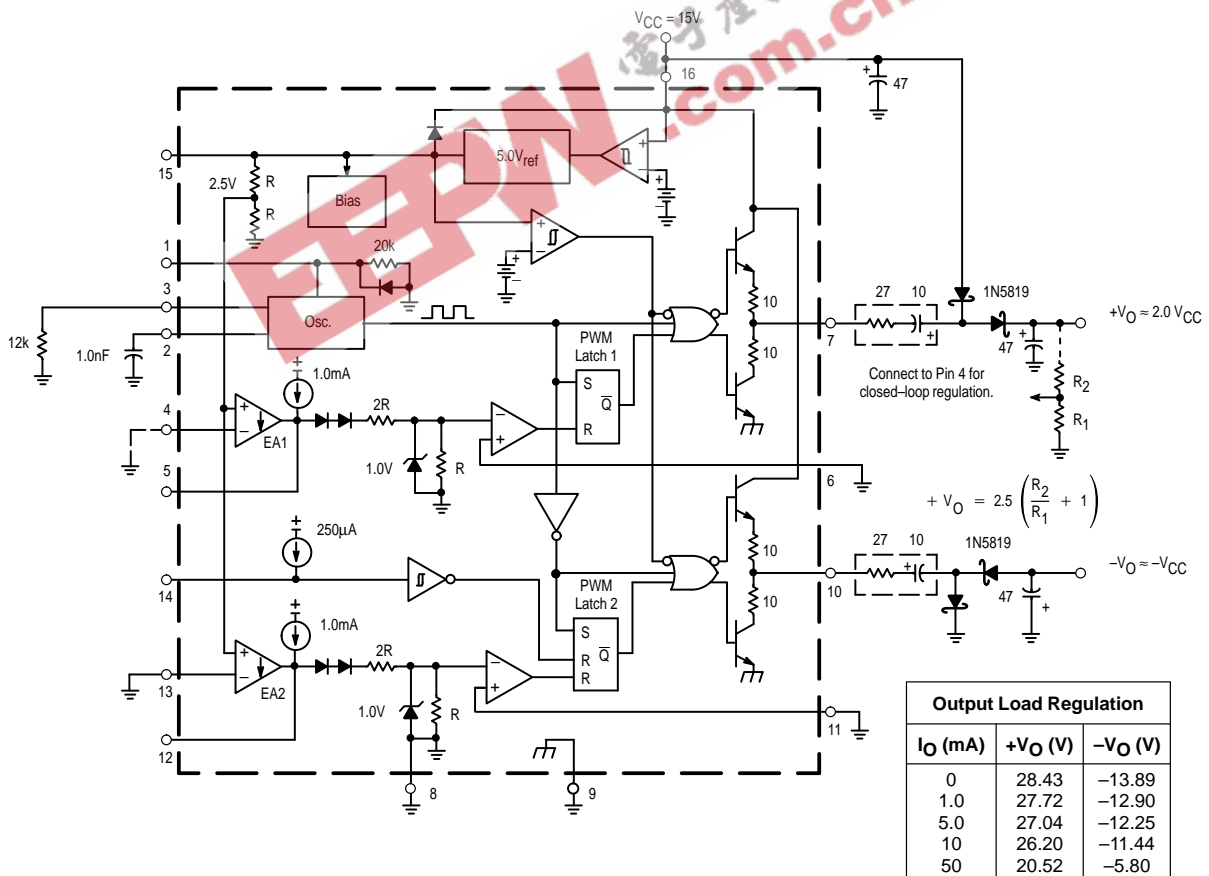 VCC = 15V
電子產
.com.cn
EEPW
16
47
15
5.0Vref
2.5V
R
R
Bias
1
20k
3
Osc.
12k
2
1.0nF
1.0mA
PWM
Latch 1
S
Q
R
10
10
7
27
10
1N5819
+VO ≈ 2.0 VCC
47
Connect to Pin 4 for
closed–loop regulation.
R2
R1
4
EA1
2R
1.0V
R
5
6
+ VO = 2.5 (R2/R1 + 1)
250µA
14
PWM
Latch 2
S
R
R
Q
10
10
10
27
10
1N5819
–VO ≈ –VCC
47
1.0mA
2R
13
EA2
1.0V
R
12
11
8
9
Output Load Regulation
IO (mA) +VO (V) –VO (V)
0 28.43 –13.89
1.0 27.72 –12.90
5.0 27.04 –12.25
10 26.20 –11.44
50 20.52 –5.80